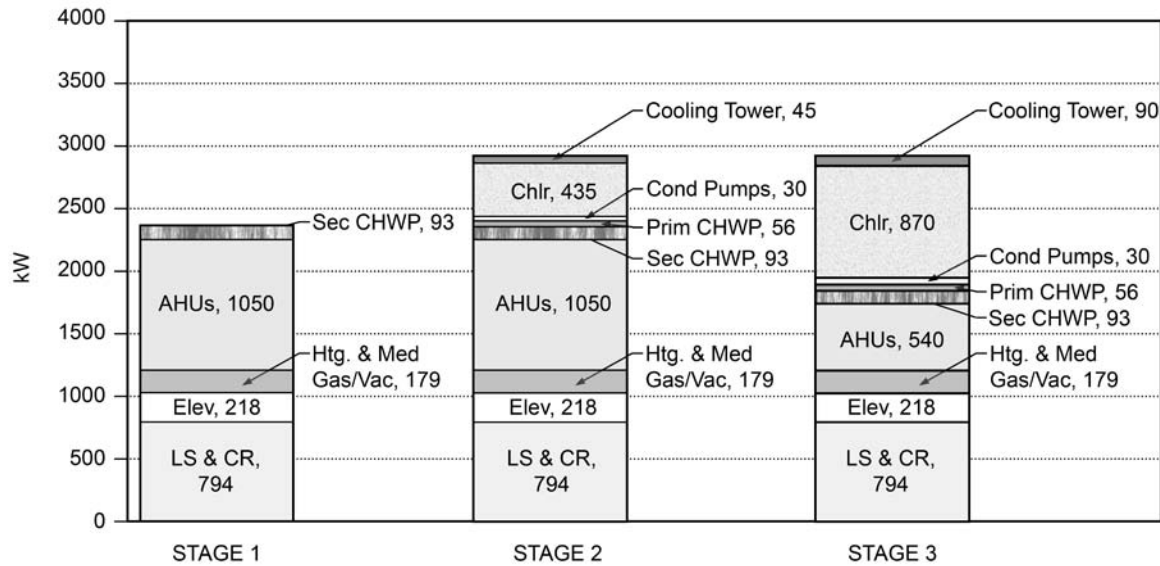 4000
3500
3000
2500
2000
1500
1000
500
0
kW
Sec CHWP, 93
AHUs, 1050
Htg. & Med
Gas/Vac, 179
Elev, 218
LS & CR,
794
STAGE 1
Cooling Tower, 45
Chlr, 435
Cond Pumps, 30
Prim CHWP, 56
Sec CHWP, 93
AHUs, 1050
Htg. & Med
Gas/Vac, 179
Elev, 218
LS & CR,
794
STAGE 2
Cooling Tower, 90
Chlr, 870
Cond Pumps, 30
Prim CHWP, 56
Sec CHWP, 93
AHUs, 540
Htg. & Med
Gas/Vac, 179
Elev, 218
LS & CR,
794
STAGE 3